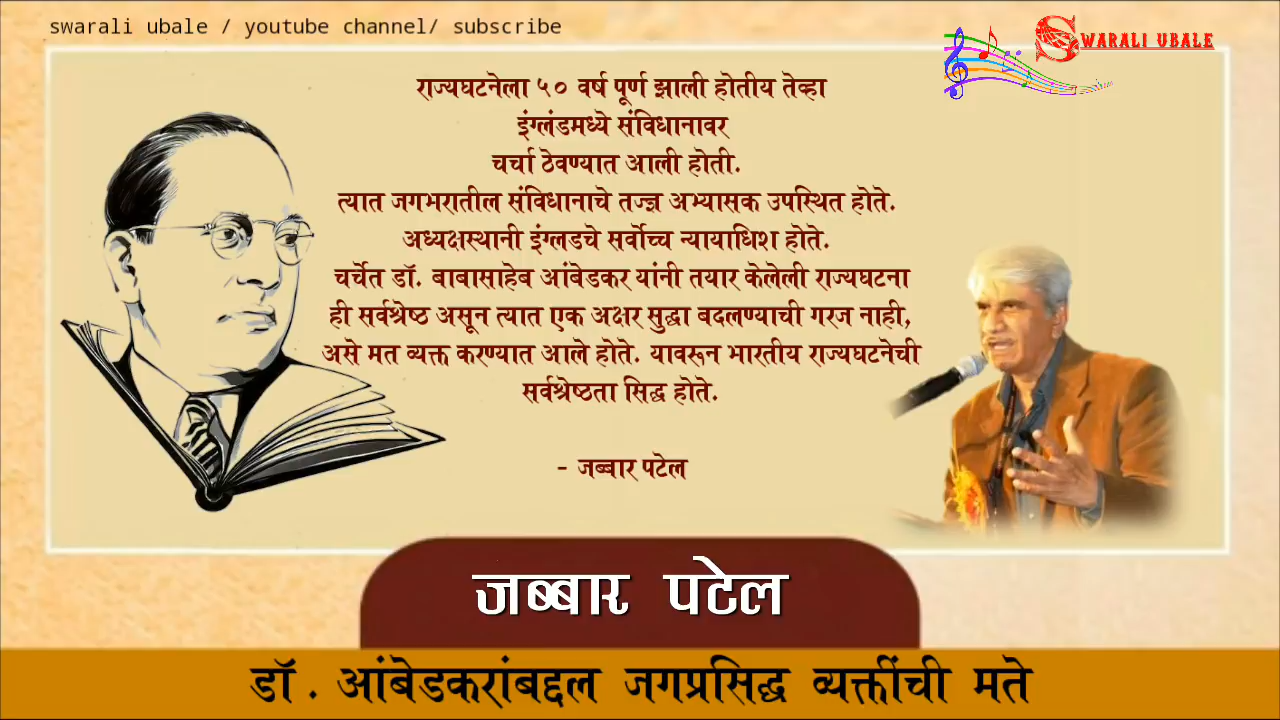 swarali ubale / youtube channel/ subscribe
SWARALI UBALE
राज्यघटनेला ५० वर्ष पूर्ण झाली होतीय तेव्हा
इंग्लंडमध्ये संविधानावर
चर्चा ठेवण्यात आली होती.
त्यात जगभरातील संविधानाचे तज्ज्ञ अभ्यासक उपस्थित होते.
अध्यक्षस्थानी इंग्लडचे सर्वोच्च न्यायाधिश होते.
चर्चेत डॉ. बाबासाहेब आंबेडकर यांनी तयार केलेली राज्यघटना
ही सर्वश्रेष्ठ असून त्यात एक अक्षर सुद्धा बदलण्याची गरज नाही,
असे मत व्यक्त करण्यात आले होते. यावरून भारतीय राज्यघटनेची
सर्वश्रेष्ठता सिद्ध होते.
- जब्बार पटेल
जब्बार पटेल
डॉ. आंबेडकरांबद्दल जगप्रसिद्ध व्यक्तींची मते